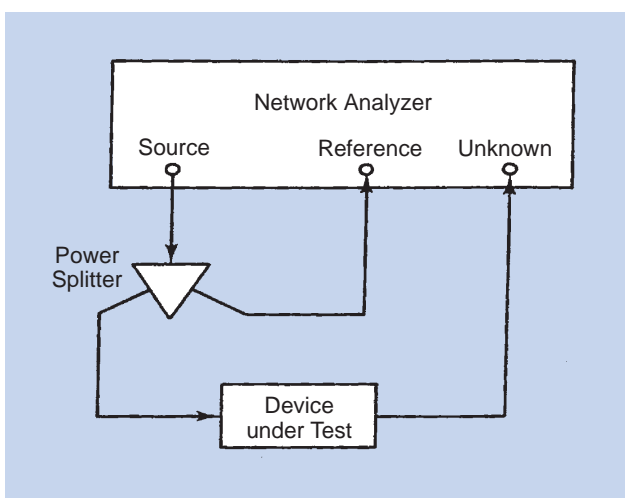 Network Analyzer
Source
Reference
Unknown
Power
Splitter
Device
under Test